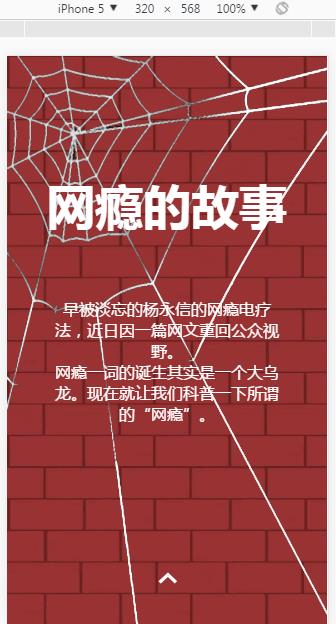 iPhone 5 ▼ 320 × 568 100% ▼
网瘾的故事
早被淡忘的杨永信的网瘾电疗
法，近日因一篇网文重回公众视
野。
网瘾一词的诞生其实是一个大乌
龙。现在就让我们科普一下所谓
的“网瘾”。